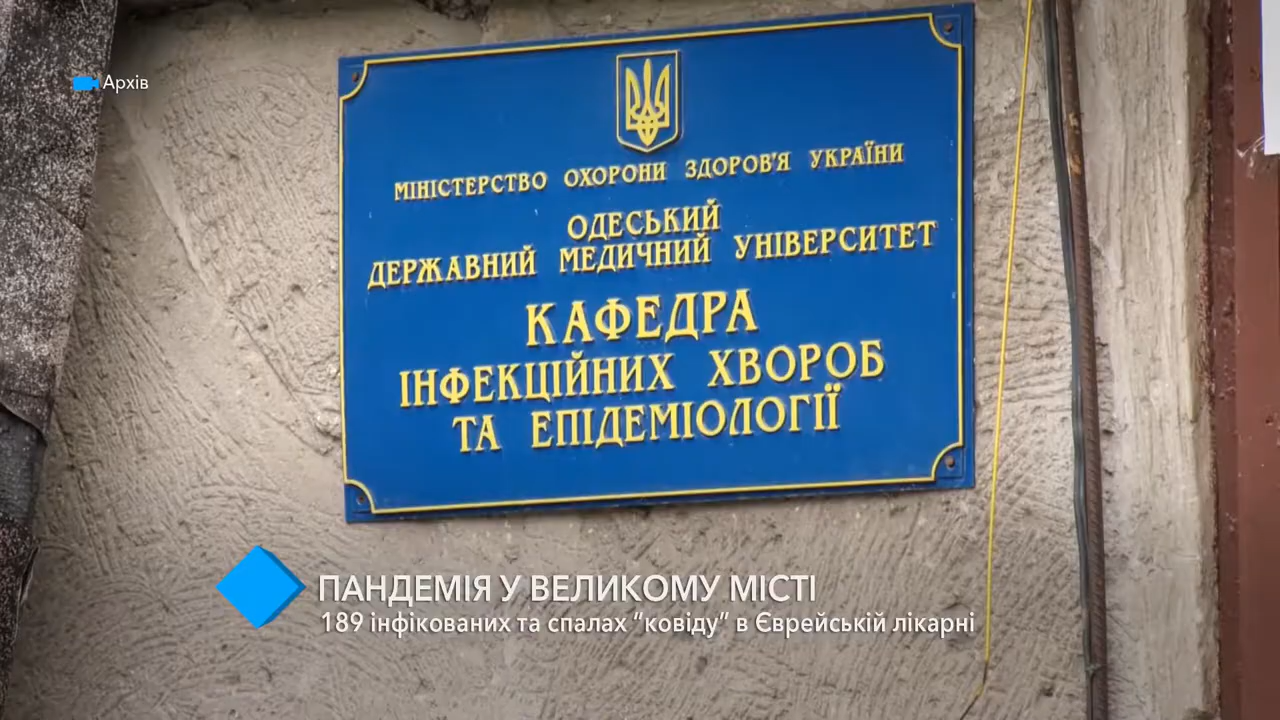 Архів
МІНІСТЕРСТВО ОХОРОНИ ЗДОРОВ'Я УКРАЇНИ
ОДЕСЬКИЙ
ДЕРЖАВНИЙ МЕДИЧНИЙ УНІВЕРСИТЕТ
КАФЕДРА
ІНФЕКЦІЙНИХ ХВОРОБ
ТА ЕПІДЕМІОЛОГІЇ
ПАНДЕМІЯ У ВЕЛИКОМУ МІСТІ
189 інфікованих та спалах “ковіду” в Єврейській лікарні